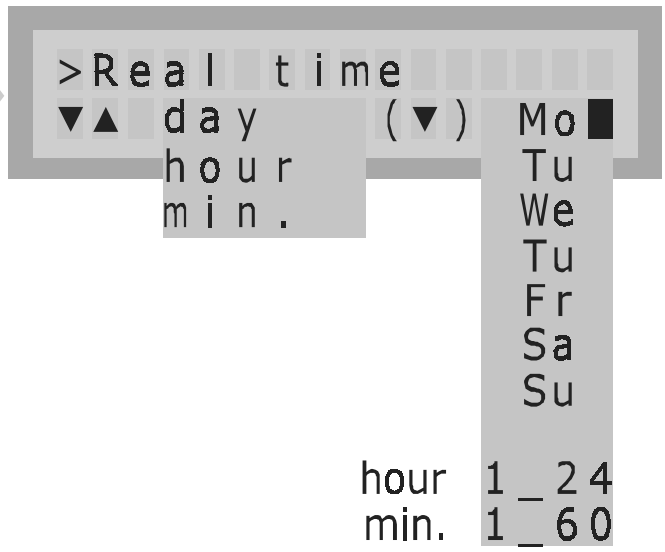 >Real time
▼▲ day (▼) Mo
hour Tu
min. We
Tu
Fr
Sa
Su
hour 1_24
min. 1_60